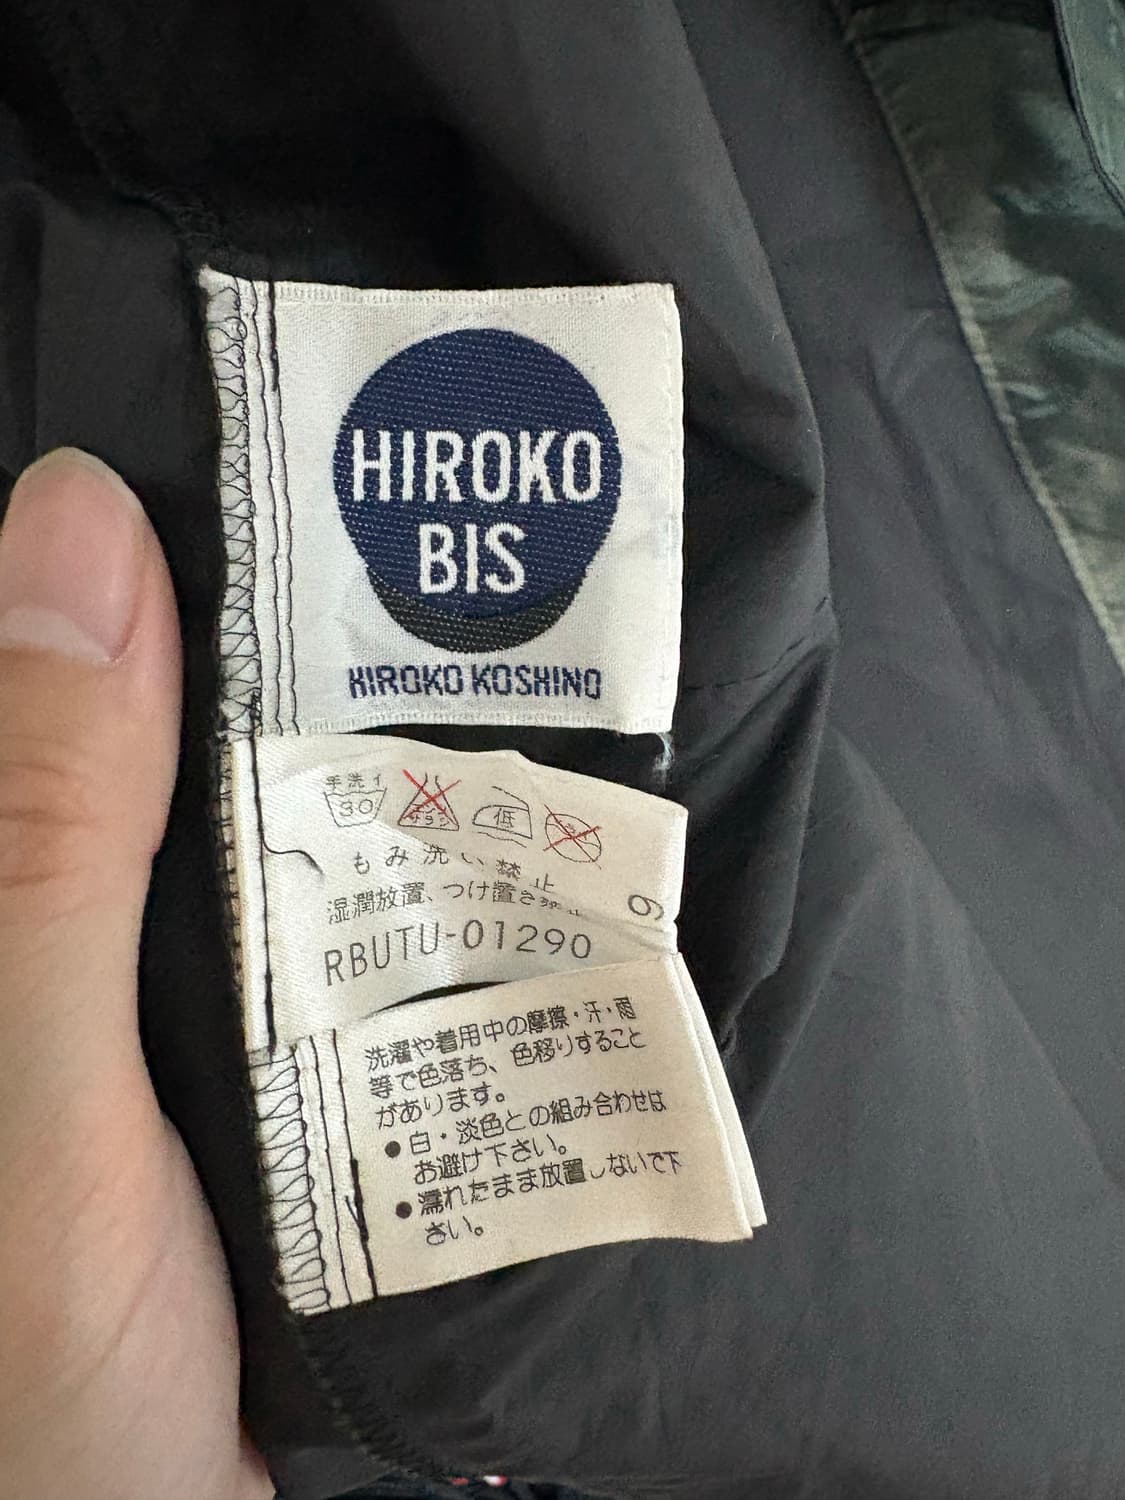 HIROKO
BIS
HIROKO KOSHINO
手洗イ
30
低
もみ洗い禁止
湿潤放置、つけ置き禁止
9
RBUTU-01290
洗濯や着用中の摩擦・汗・雨
等で色落ち、色移りすること
があります。
●白・淡色との組み合わせは
お避け下さい。
●濡れたまま放置しないで下
さい。